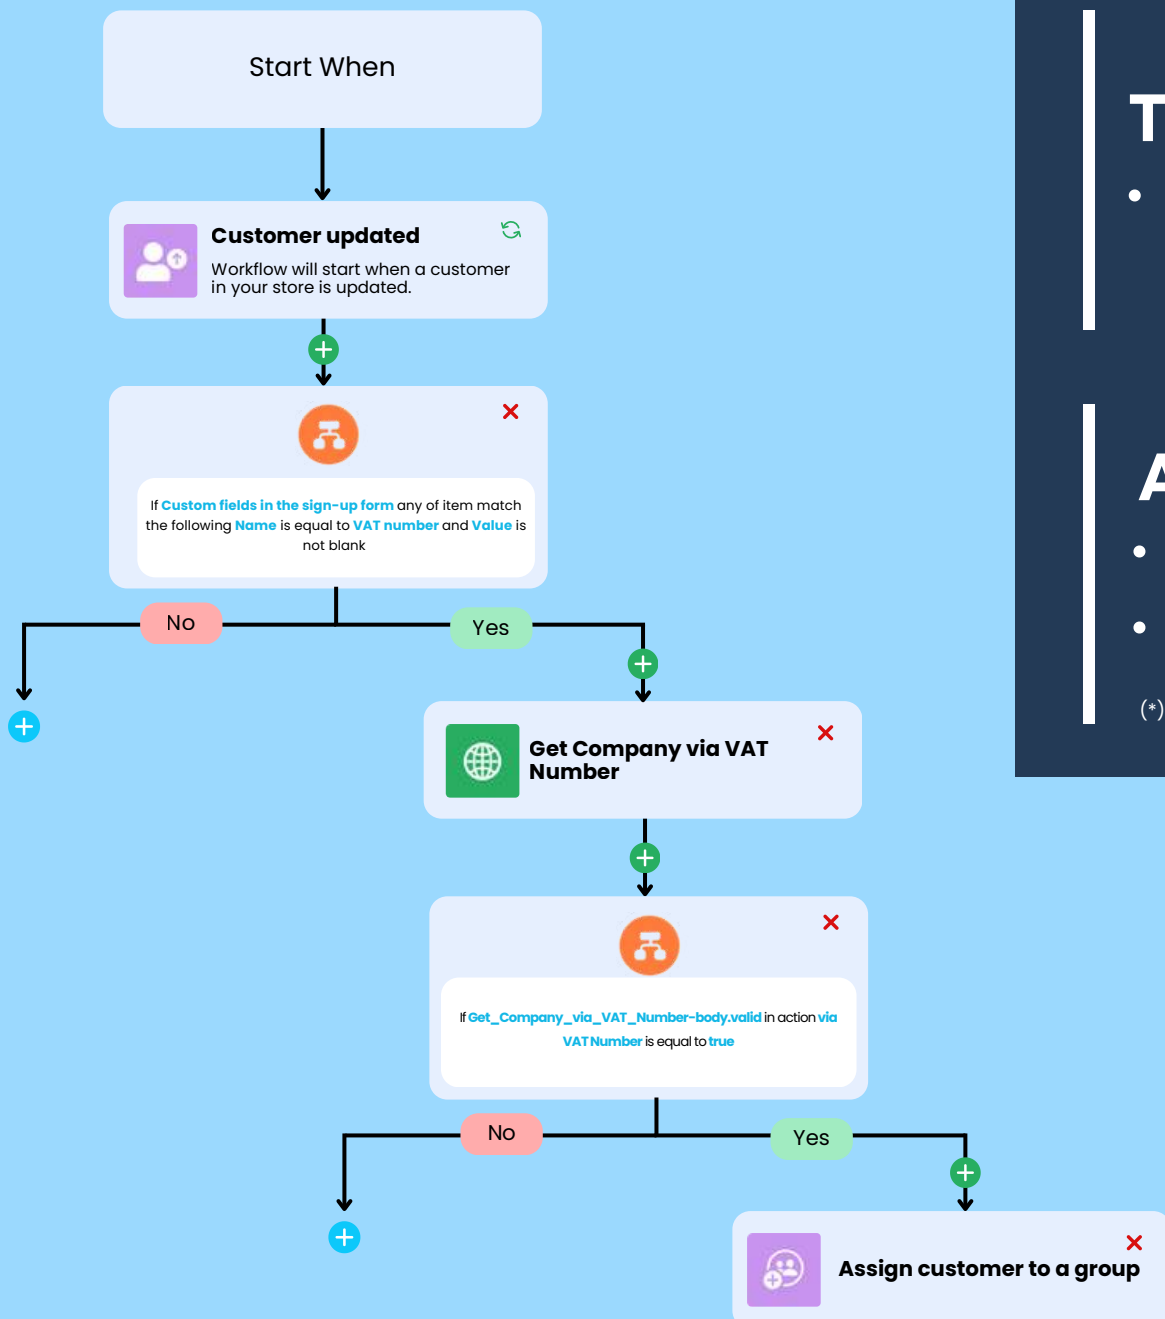 Start When
Customer updated
Workflow will start when a customer
in your store is updated.
If Custom fields in the sign-up form any of item match
the following Name is equal to VAT number and Value is
not blank
No
Yes
Get Company via VAT
Number
If Get_Company_via_VAT_Number-body.valid in action via
VAT Number is equal to true
No
Yes
Assign customer to a group
T
•
A
•
•
(*)